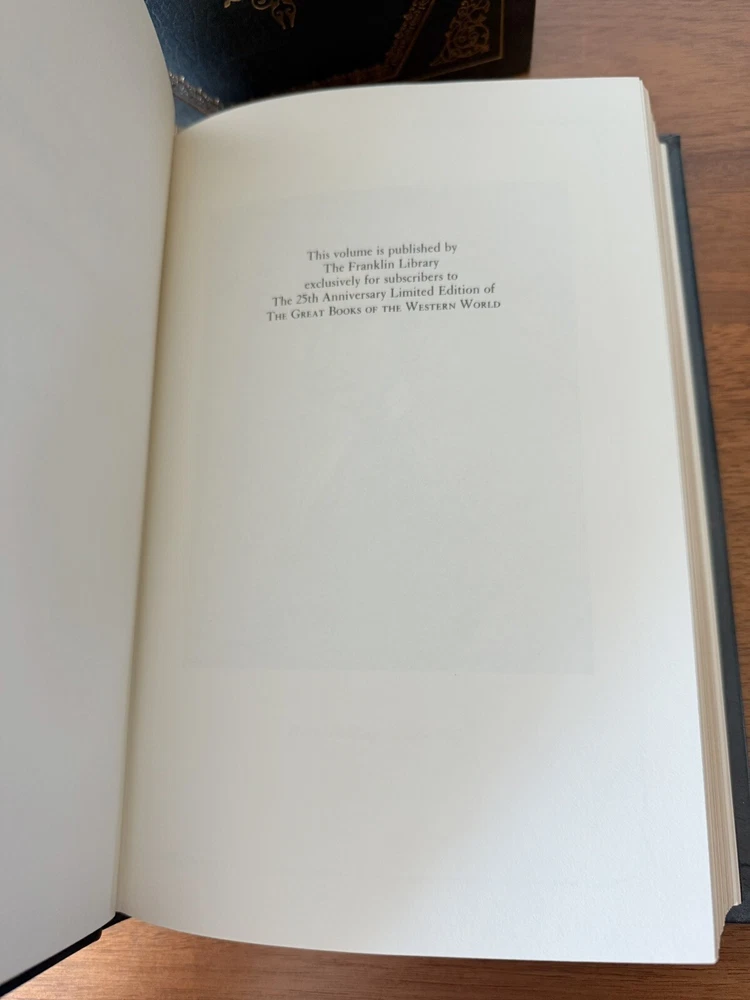 This volume is published by
The Franklin Library
exclusively for subscribers to
The 25th Anniversary Limited Edition of
THE GREAT BOOKS OF THE WESTERN WORLD